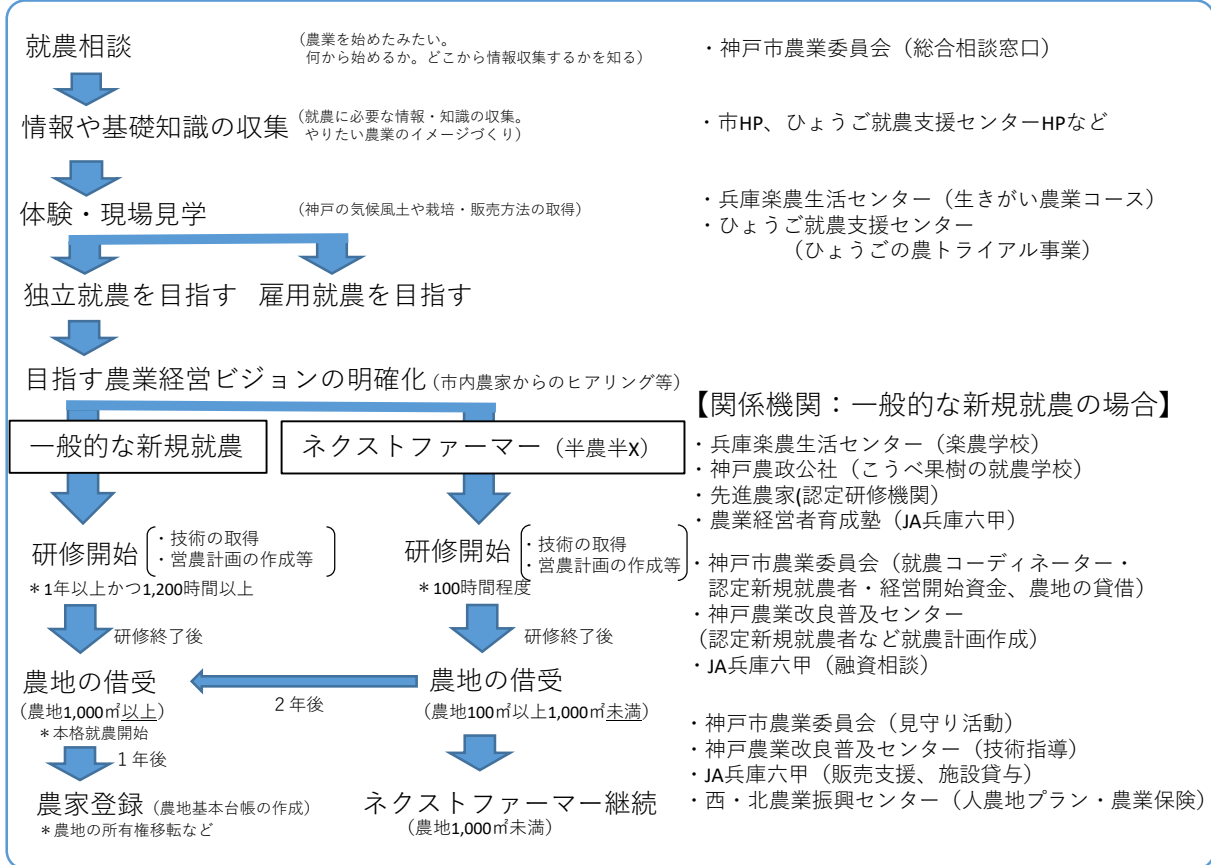 就農相談
(農業を始めたみたい。
何から始めるか。どこから情報収集するかを知る)
・神戸市農業委員会（総合相談窓口）
情報や基礎知識の収集
(就農に必要な情報・知識の収集。
やりたい農業のイメージづくり)
・市HP、ひょうご就農支援センターHPなど
体験・現場見学
(神戸の気候風土や栽培・販売方法の取得)
・兵庫楽農生活センター（生きがい農業コース）
・ひょうご就農支援センター
（ひょうごの農トライアル事業）
独立就農を目指す
雇用就農を目指す
目指す農業経営ビジョンの明確化（市内農家からのヒアリング等）
一般的な新規就農
ネクストファーマー（半農半X）
研修開始
・技術の取得
・営農計画の作成等
＊1年以上かつ1,200時間以上
研修開始
・技術の取得
・営農計画の作成等
＊100時間程度
研修終了後
研修終了後
農地の借受
（農地1,000㎡以上）
＊本格就農開始
２年後
農地の借受
（農地100㎡以上1,000㎡未満）
１年後
農家登録（農地基本台帳の作成）
＊農地の所有権移転など
ネクストファーマー継続
（農地1,000㎡未満）
【関係機関：一般的な新規就農の場合】
・兵庫楽農生活センター（楽農学校）
・神戸農政公社（こうべ果樹の就農学校）
・先進農家(認定研修機関）
・農業経営者育成塾（JA兵庫六甲）
・神戸市農業委員会（就農コーディネーター・
認定新規就農者・経営開始資金、農地の貸借）
・神戸農業改良普及センター
（認定新規就農者など就農計画作成）
・JA兵庫六甲（融資相談）
・神戸市農業委員会（見守り活動）
・神戸農業改良普及センター（技術指導）
・JA兵庫六甲（販売支援、施設貸与）
・西・北農業振興センター（人農地プラン・農業保険）